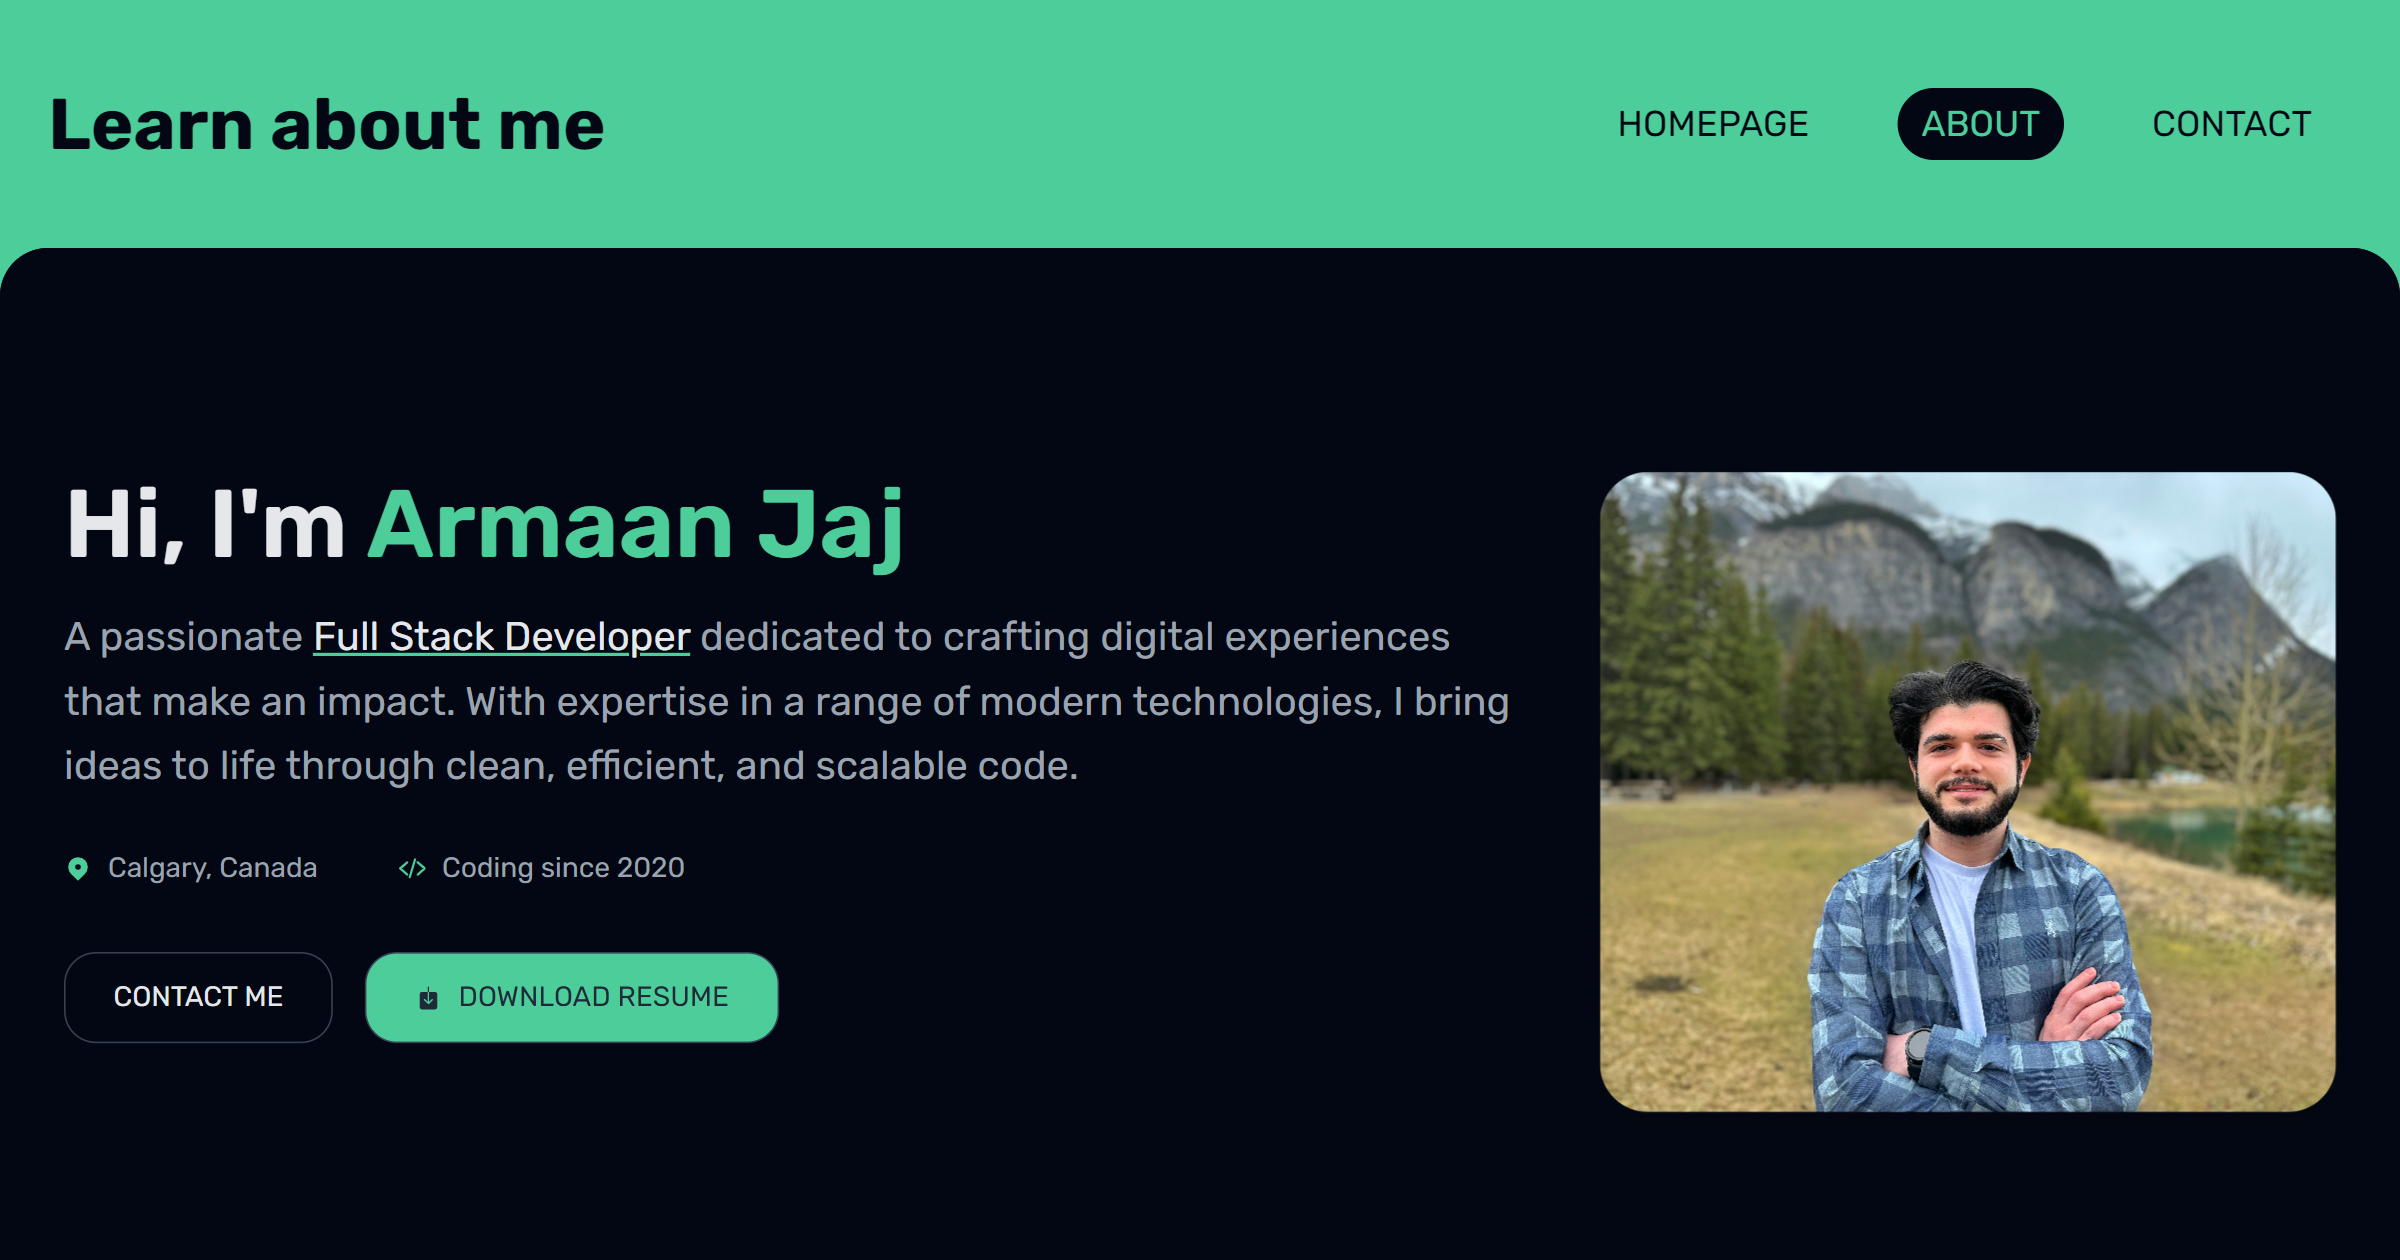 Learn about me
HOMEPAGE
ABOUT
CONTACT
Hi, I'm Armaan Jaj
A passionate Full Stack Developer dedicated to crafting digital experiences
that make an impact. With expertise in a range of modern technologies, I bring
ideas to life through clean, efficient, and scalable code.
Calgary, Canada
Coding since 2020
CONTACT ME
DOWNLOAD RESUME